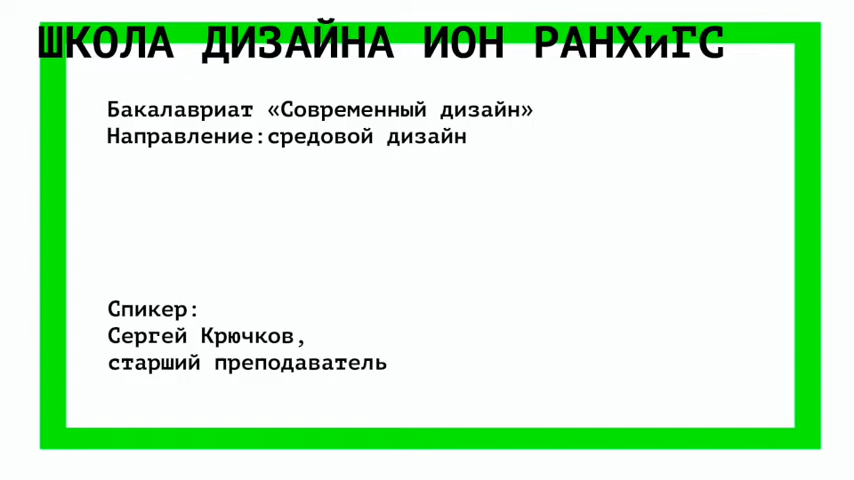 ШКОЛА ДИЗАЙНА ИОН РАНХиГС
Бакалавриат «Современный дизайн»
Направление:средовой дизайн
Спикер:
Сергей Крючков,
старший преподаватель